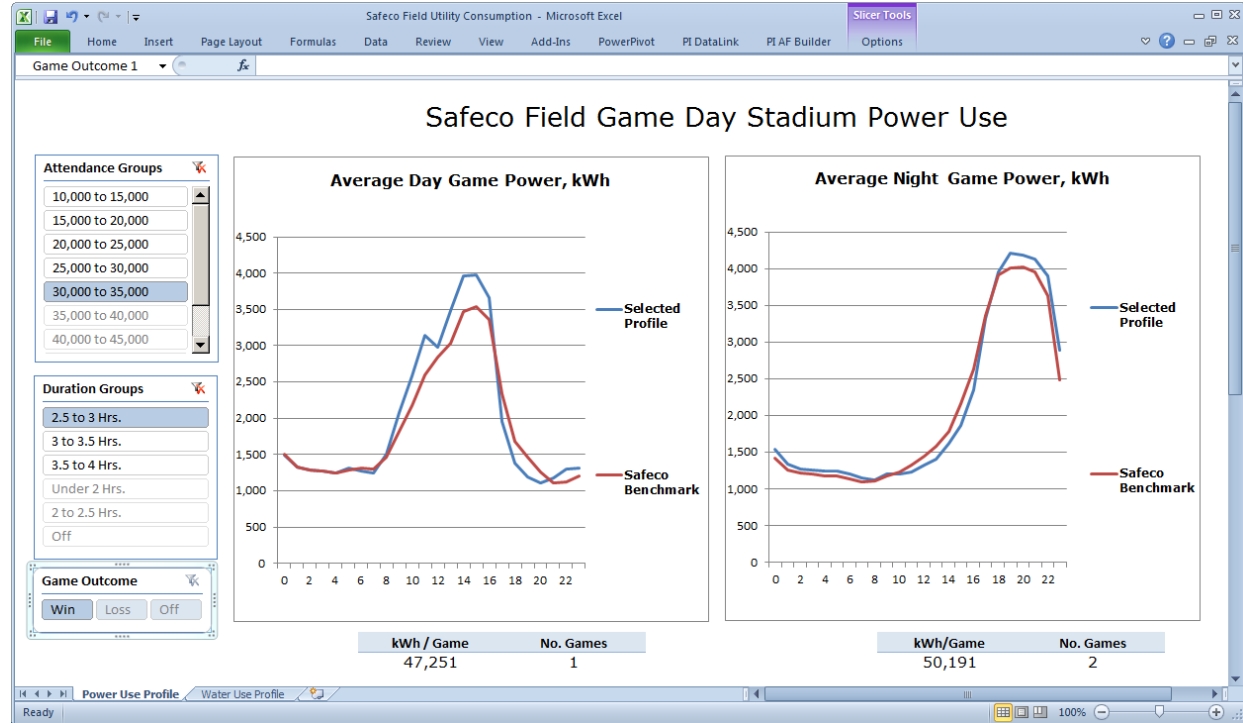 Safeco Field Utility Consumption - Microsoft Excel
Slicer Tools
File Home Insert Page Layout Formulas Data Review View Add-Ins PowerPivot PI DataLink PI AF Builder Options
Game Outcome 1
fx
Safeco Field Game Day Stadium Power Use
Attendance Groups
10,000 to 15,000
15,000 to 20,000
20,000 to 25,000
25,000 to 30,000
30,000 to 35,000
35,000 to 40,000
40,000 to 45,000
Duration Groups
2.5 to 3 Hrs.
3 to 3.5 Hrs.
3.5 to 4 Hrs.
Under 2 Hrs.
2 to 2.5 Hrs.
Off
Game Outcome
Win Loss Off
Average Day Game Power, kWh
4,500
4,000
3,500
3,000
2,500
2,000
1,500
1,000
500
0
0 2 4 6 8 10 12 14 16 18 20 22
Selected
Profile
Safeco
Benchmark
kWh / Game No. Games
47,251 1
Average Night Game Power, kWh
4,500
4,000
3,500
3,000
2,500
2,000
1,500
1,000
500
0
0 2 4 6 8 10 12 14 16 18 20 22
Selected
Profile
Safeco
Benchmark
kWh/Game No. Games
50,191 2
Power Use Profile Water Use Profile
Ready
100%